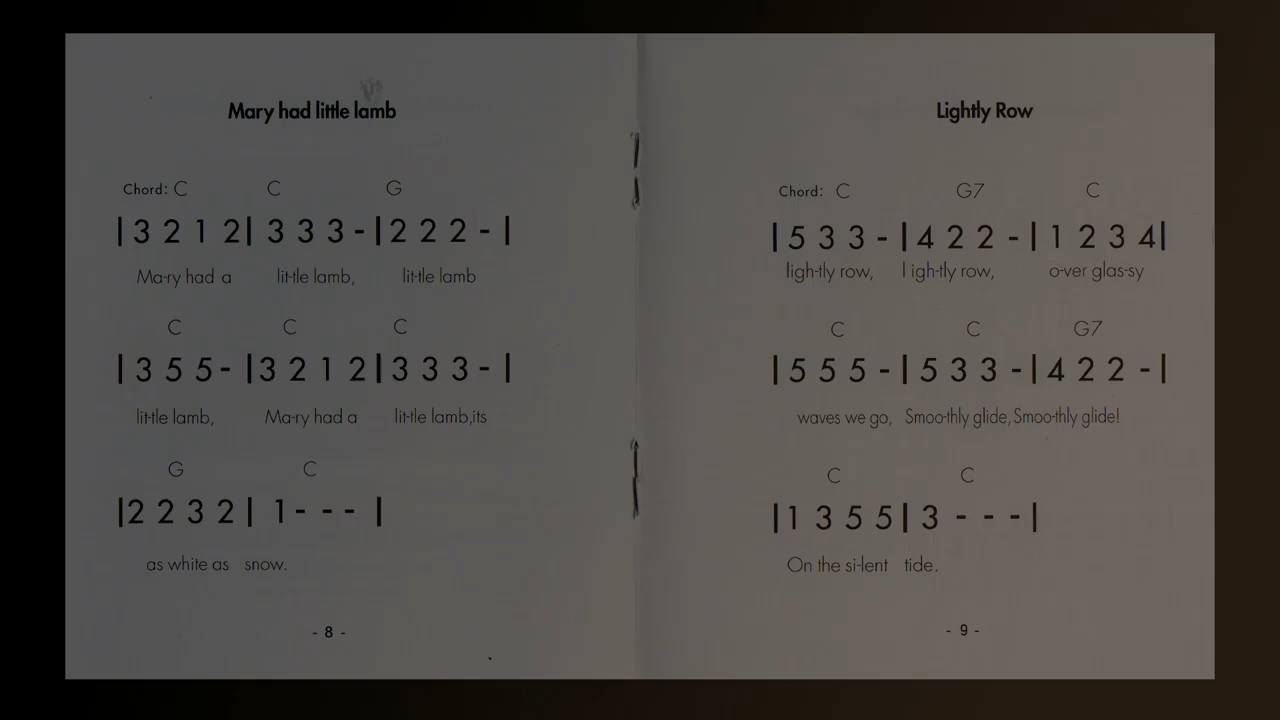 Mary had little lamb
Chord: C C G
|3 2 1 2| 3 3 3 - |2 2 2 - |
Ma-ry had a lit-tle lamb, lit-tle lamb
C C C
|3 5 5 - |3 2 1 2|3 3 3 - |
lit-tle lamb, Ma-ry had a lit-tle lamb,its
G C
|2 2 3 2| 1 - - - |
as white as snow.
- 8 -
Lightly Row
Chord: C G7 C
|5 3 3 - |4 2 2 - | 1 2 3 4|
ligh-tly row, l igh-tly row, o-ver glas-sy
C C G7
|5 5 5 - | 5 3 3 - |4 2 2 - |
waves we go, Smoo-thly glide, Smoo-thly glide!
C C
|1 3 5 5| 3 - - - |
On the si-lent tide.
- 9 -